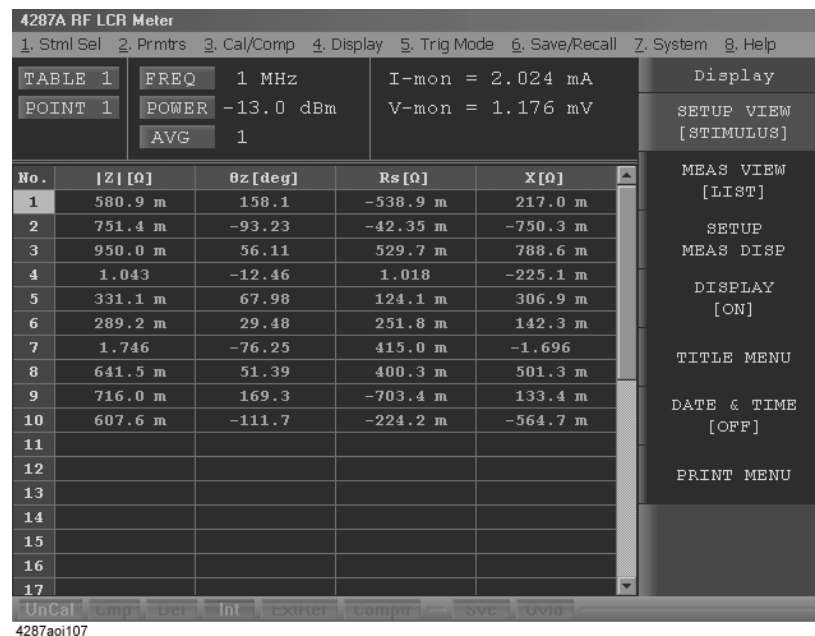 4287A RF LCR Meter
1. Stml Sel 2. Prmtrs 3. Cal/Comp 4. Display 5. Trig Mode 6. Save/Recall 7. System 8. Help
TABLE 1 FREQ 1 MHz I-mon = 2.024 mA
POINT 1 POWER -13.0 dBm V-mon = 1.176 mV
AVG 1
No. |Z|[Ω] θz[deg] Rs[Ω] X[Ω]
1 580.9 m 158.1 -538.9 m 217.0 m
2 751.4 m -93.23 -42.35 m -750.3 m
3 950.0 m 56.11 529.7 m 788.6 m
4 1.043 -12.46 1.018 -225.1 m
5 331.1 m 67.98 124.1 m 306.9 m
6 289.2 m 29.48 251.8 m 142.3 m
7 1.746 -76.25 415.0 m -1.696
8 641.5 m 51.39 400.3 m 501.3 m
9 716.0 m 169.3 -703.4 m 133.4 m
10 607.6 m -111.7 -224.2 m -564.7 m
11
12
13
14
15
16
17
Display
SETUP VIEW
[STIMULUS]
MEAS VIEW
[LIST]
SETUP
MEAS DISP
DISPLAY
[ON]
TITLE MENU
DATE & TIME
[OFF]
PRINT MENU
UnCal Cmp Del Int ExtRef Comptr Svc Ovld
4287aoj107